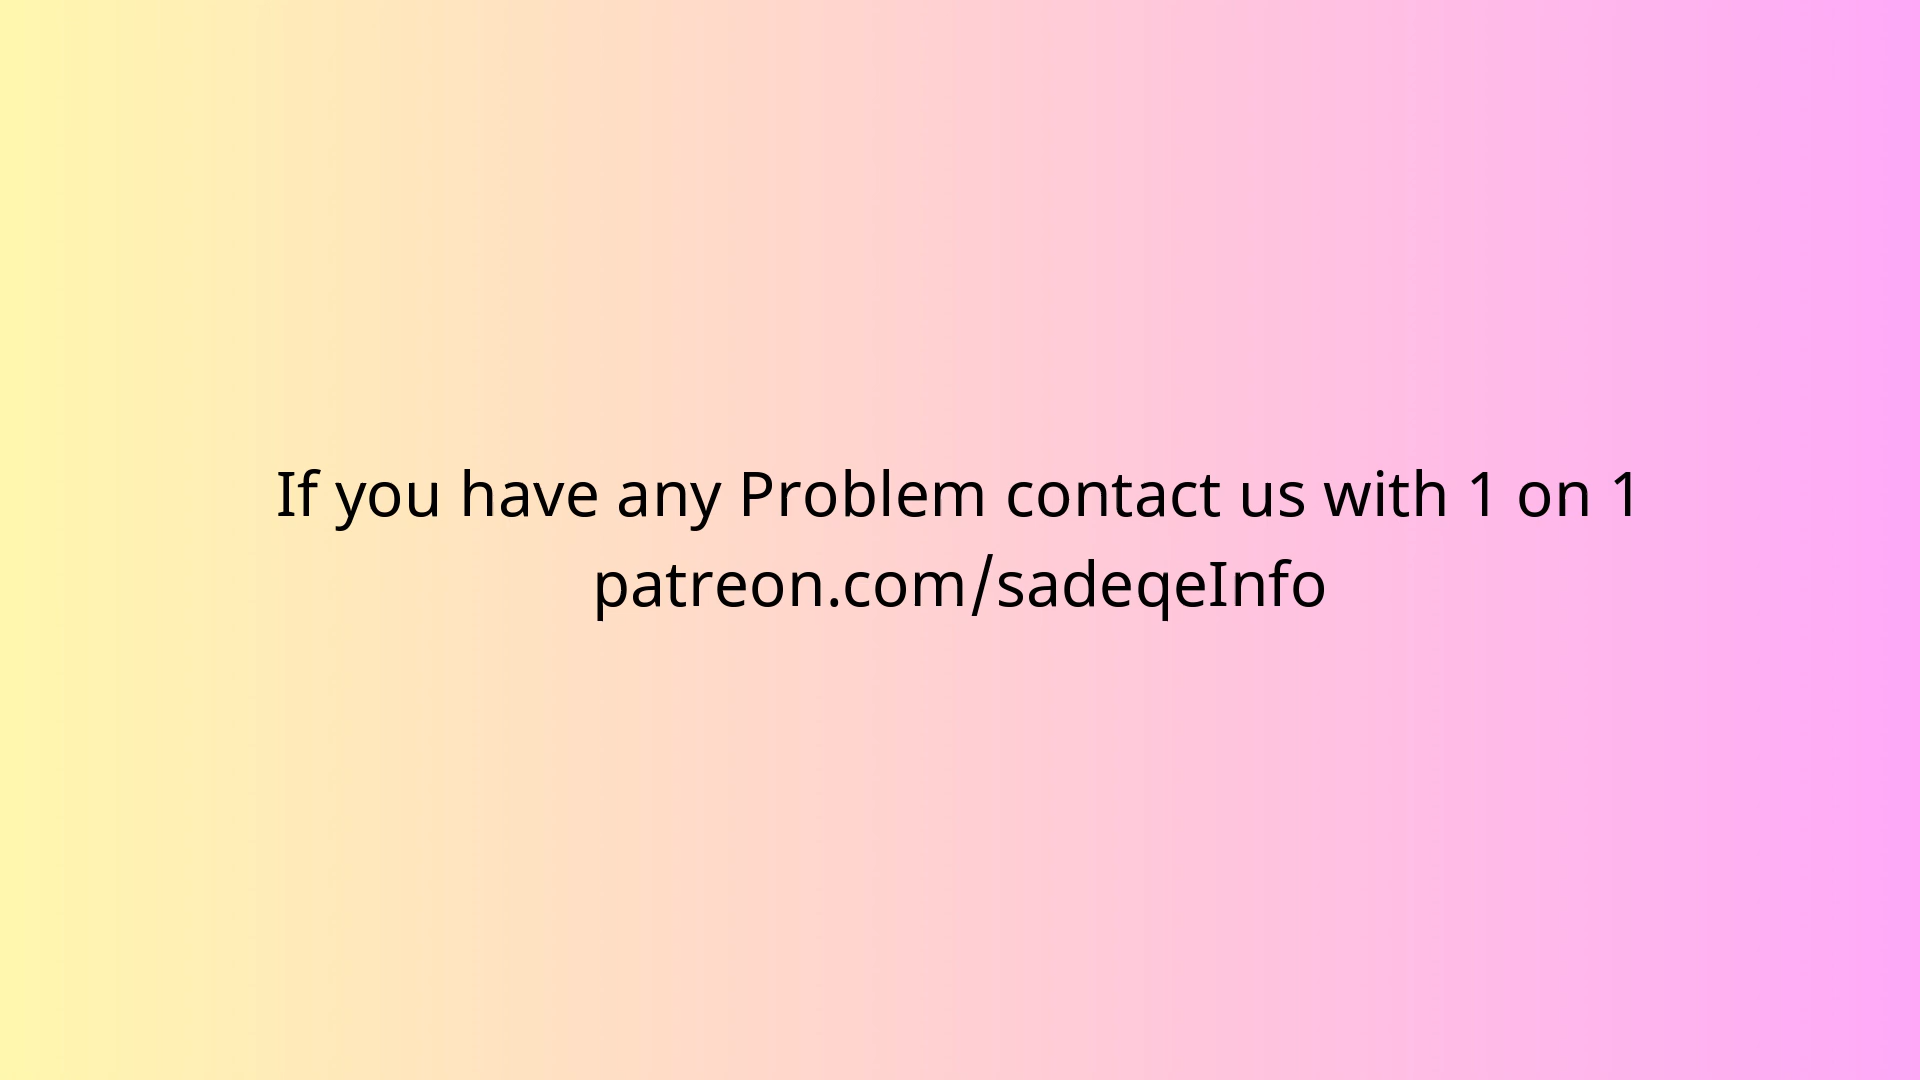 If you have any Problem contact us with 1 on 1
patreon.com/sadeqeInfo